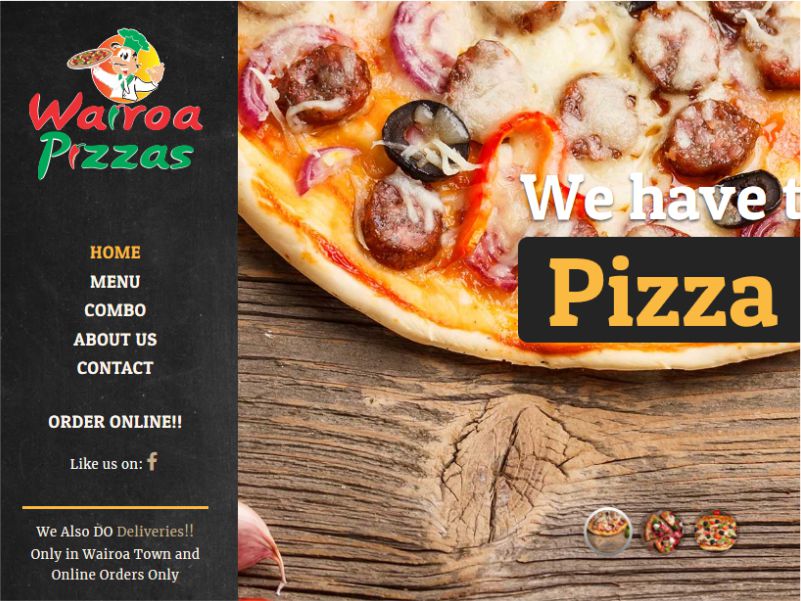 Wairoa
Pizzas
HOME
MENU
COMBO
ABOUT US
CONTACT
ORDER ONLINE!!
Like us on:
We Also DO Deliveries!!
Only in Wairoa Town and
Online Orders Only
We have t
Pizza